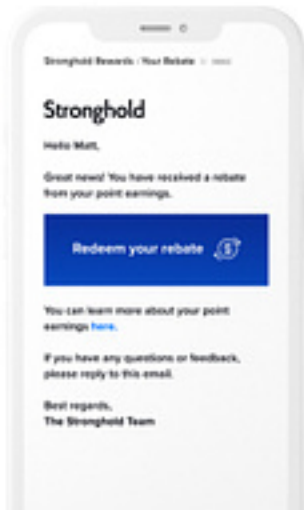 Stronghold Rewards - Your Rebate
Stronghold
Hello Matt,
Great news! You have received a rebate
from your point earnings.
Redeem your rebate $
You can learn more about your point
earnings here.
If you have any questions or feedback,
please reply to this email.
Best regards,
The Stronghold Team